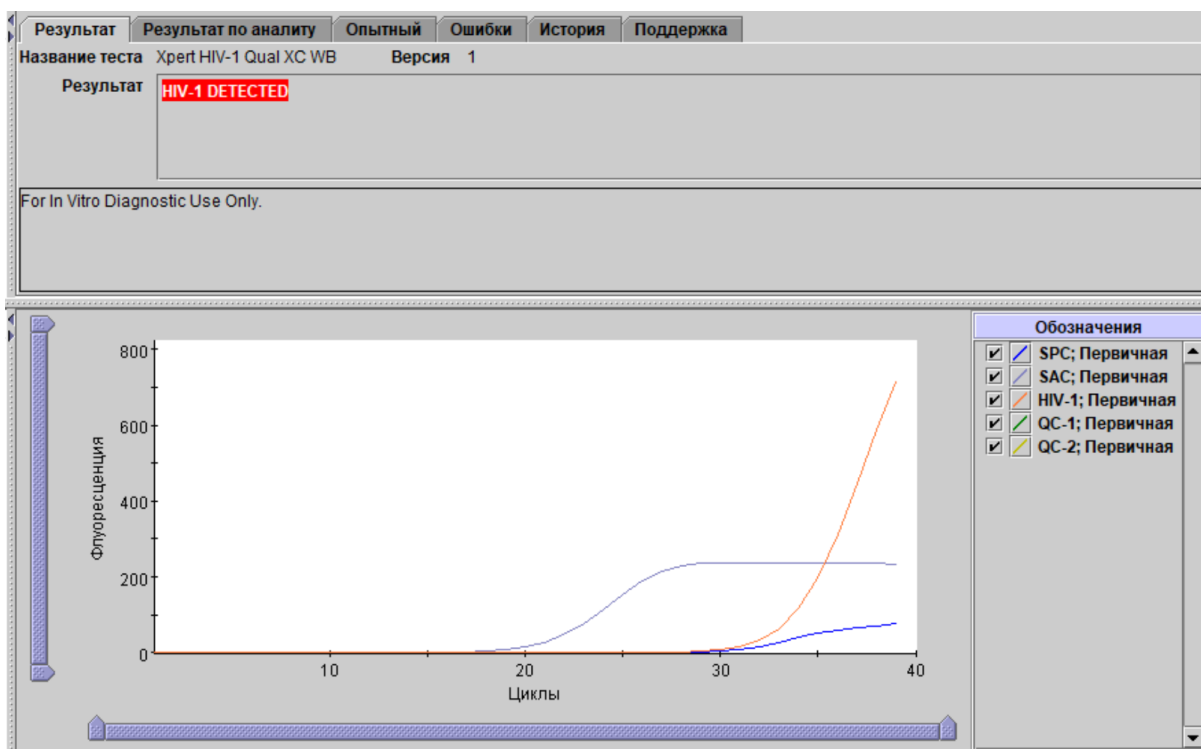 Результат Результат по аналиту Опытный Ошибки История Поддержка
Название теста Xpert HIV-1 Qual XC WB Версия 1
Результат HIV-1 DETECTED
For In Vitro Diagnostic Use Only.
Обозначения
SPC; Первичная
SAC; Первичная
HIV-1; Первичная
QC-1; Первичная
QC-2; Первичная
Флуоресценция
800
600
400
200
0
10 20 30 40
Циклы